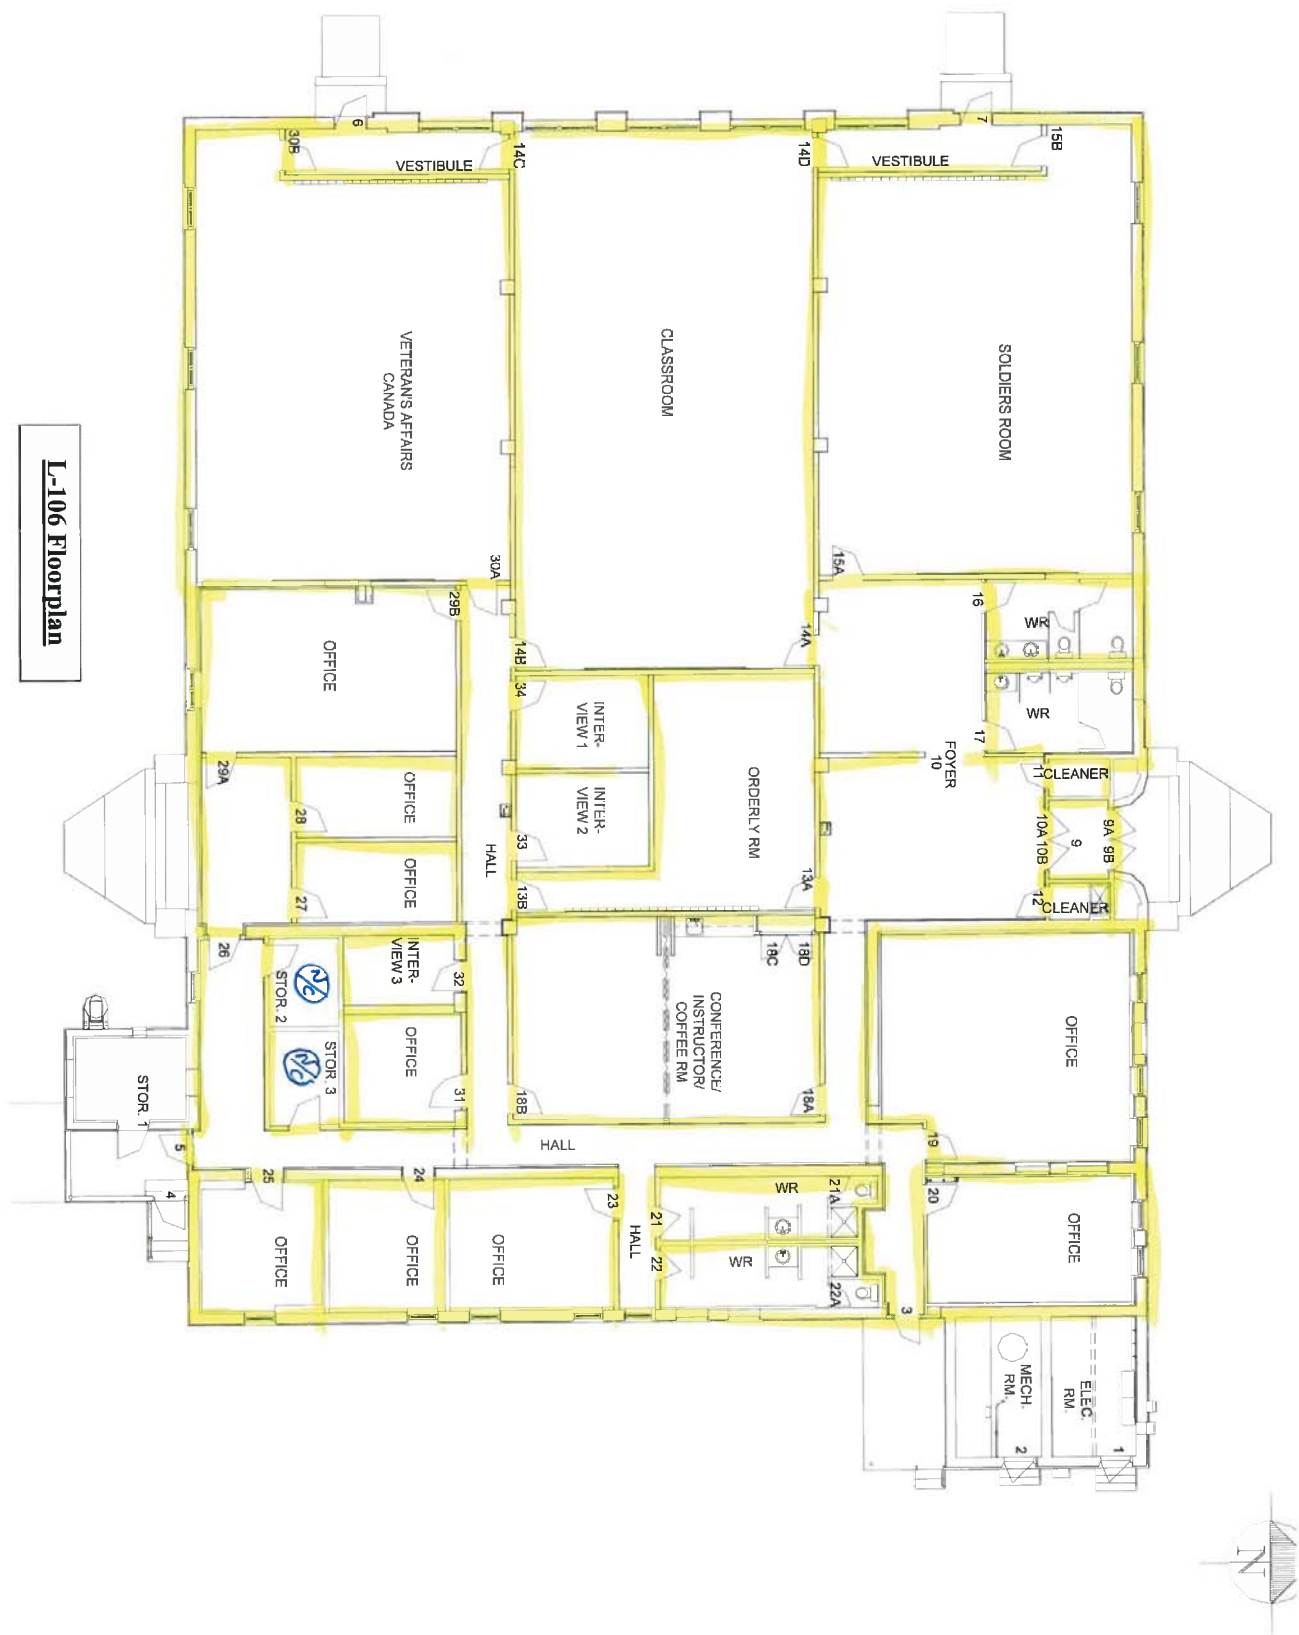 L-106 Floorplan
6
7
30B
VESTIBULE
14C
14D
VESTIBULE
15B
VETERAN'S AFFAIRS
CANADA
CLASSROOM
SOLDIERS ROOM
30A
15A
29B
14B
14A
16
WR
OFFICE
34
INTER-
VIEW 1
WR
17
FOYER
10
29A
OFFICE
28
INTER-
VIEW 2
ORDERLY RM
11
CLEANER
10A
10B
9
9A
9B
33
HALL
OFFICE
27
13B
13A
12
CLEANER
26
STOR. 2
N/C
INTER-
VIEW 3
32
18C
18D
CONFERENCE/
INSTRUCTOR/
COFFEE RM
OFFICE
STOR. 3
N/C
OFFICE
31
18B
18A
STOR. 1
5
4
HALL
19
25
24
23
21
21A
WR
20
OFFICE
OFFICE
OFFICE
OFFICE
HALL
22
WR
22A
3
MECH.
RM.
ELEC.
RM.
2
1
N